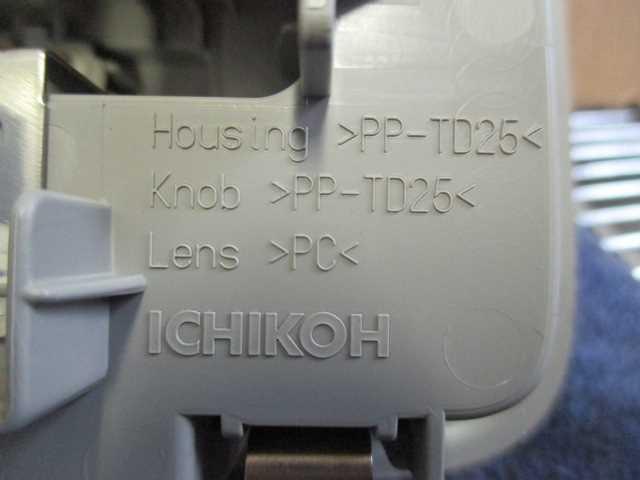 Housing >PP-TD25<
Knob >PP-TD25<
Lens >PC<
ICHIKOH